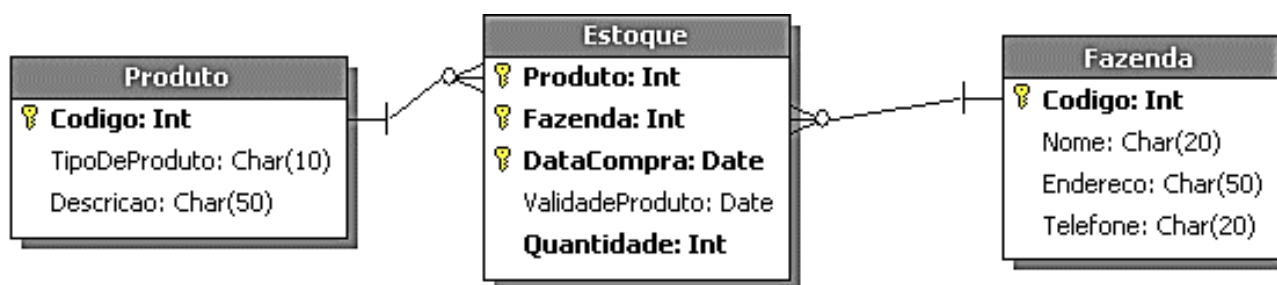 Produto
Codigo: Int
TipoDeProduto: Char(10)
Descricao: Char(50)
Estoque
Produto: Int
Fazenda: Int
DataCompra: Date
ValidadeProduto: Date
Quantidade: Int
Fazenda
Codigo: Int
Nome: Char(20)
Endereco: Char(50)
Telefone: Char(20)